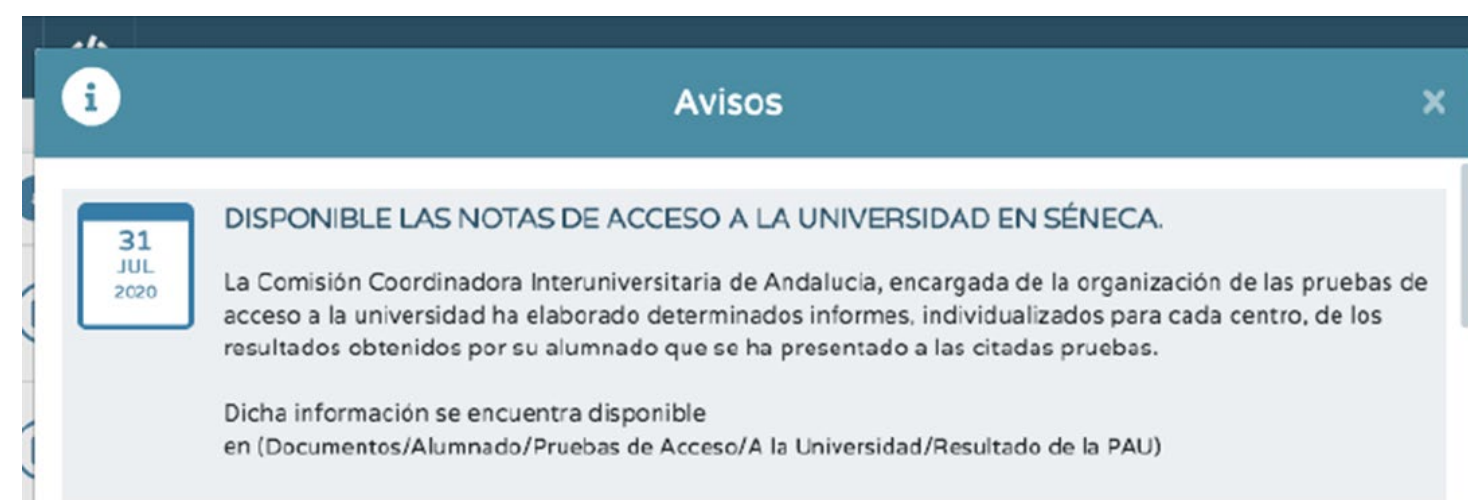 Avisos
31
JUL
2020
DISPONIBLE LAS NOTAS DE ACCESO A LA UNIVERSIDAD EN SÉNECA.
La Comisión Coordinadora Interuniversitaria de Andalucia, encargada de la organización de las pruebas de
acceso a la universidad ha elaborado determinados informes, individualizados para cada centro, de los
resultados obtenidos por su alumnado que se ha presentado a las citadas pruebas.
Dicha información se encuentra disponible
en (Documentos/Alumnado/Pruebas de Acceso/A la Universidad/Resultado de la PAU)